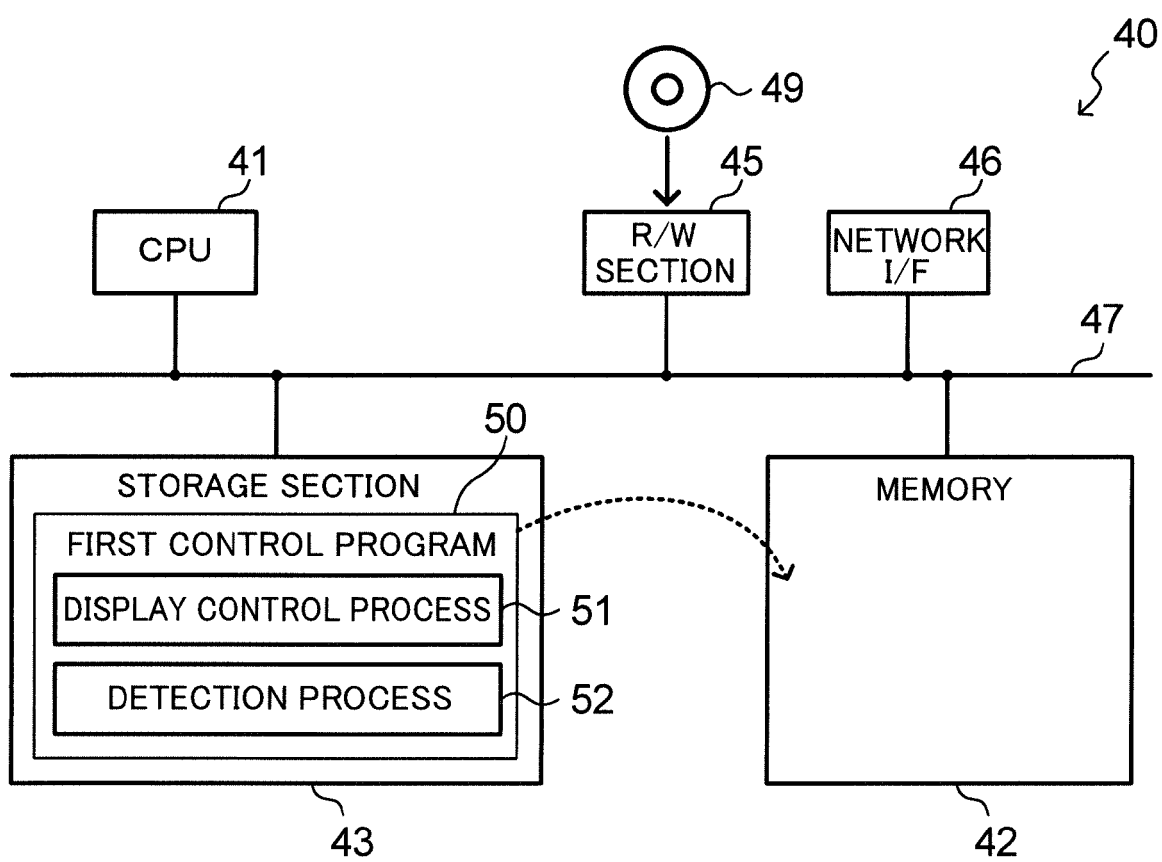 40
49
41
45
46
CPU
R/W
SECTION
NETWORK
I/F
47
50
STORAGE SECTION
MEMORY
FIRST CONTROL PROGRAM
DISPLAY CONTROL PROCESS
51
DETECTION PROCESS
52
43
42